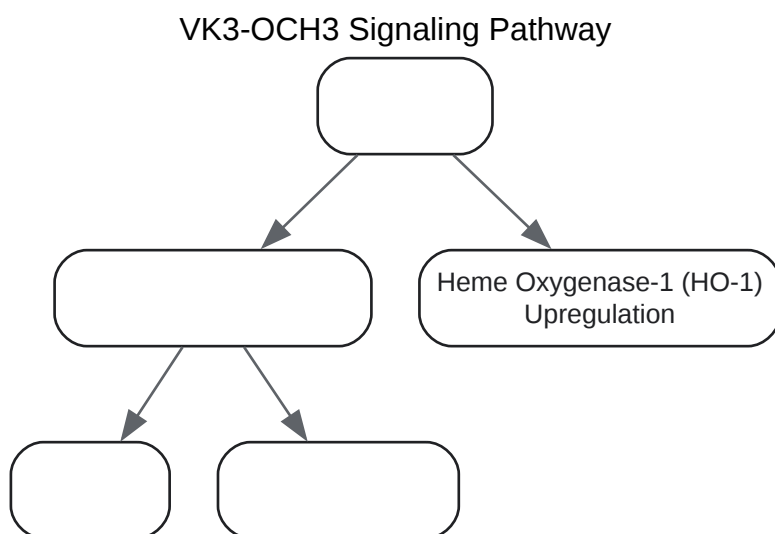 VK3-OCH3 Signaling Pathway
Heme Oxygenase-1 (HO-1)
Upregulation